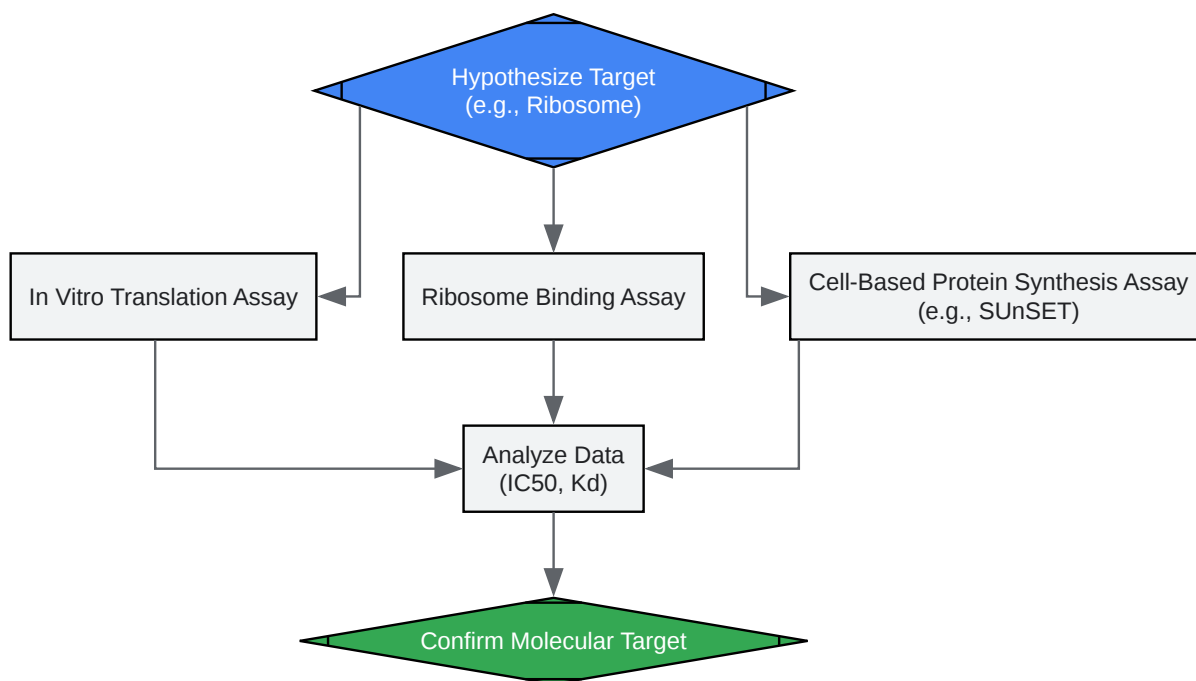 Hypothesize Target
(e.g., Ribosome)
In Vitro Translation Assay
Ribosome Binding Assay
Cell-Based Protein Synthesis Assay
(e.g., SUnSET)
Analyze Data
(IC50, Kd)
Confirm Molecular Target